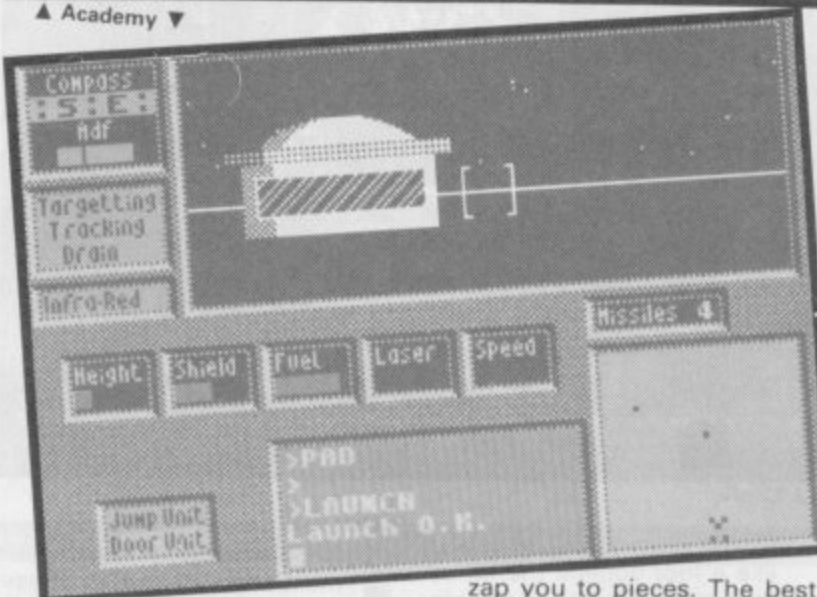 ▲ Academy ▼
Compass
:S:E:
Adf
Targetting
Tracking
Drain
Infra-Red
Missiles 4
Height
Shield
Fuel
Laser
Speed
>PAD
>
>LAUNCH
Launch O.K.
Jump Unit
Door Unit
zap you to pieces. The best